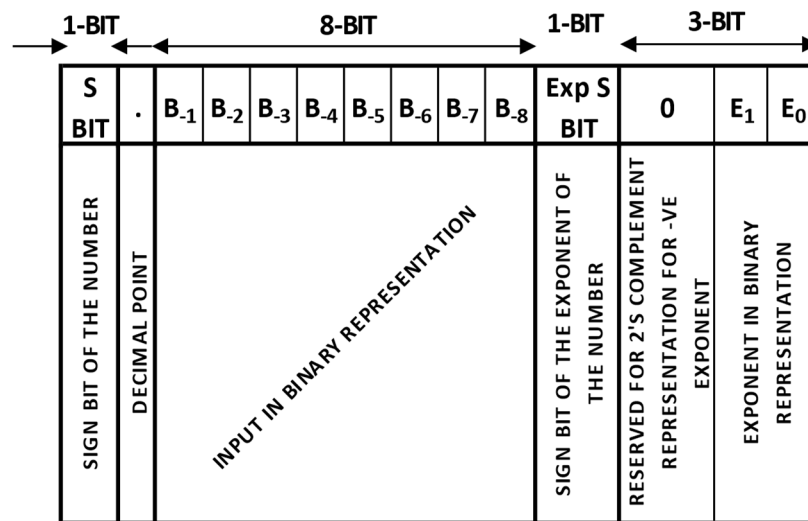 1-BIT 8-BIT 1-BIT 3-BIT
S
BIT
.
B-1 B-2 B-3 B-4 B-5 B-6 B-7 B-8
Exp S
BIT
0
E1 E0
SIGN BIT OF THE NUMBER
DECIMAL POINT
INPUT IN BINARY REPRESENTATION
SIGN BIT OF THE EXPONENT OF
THE NUMBER
RESERVED FOR 2'S COMPLEMENT
REPRESENTATION FOR -VE
EXPONENT
EXPONENT IN BINARY
REPRESENTATION